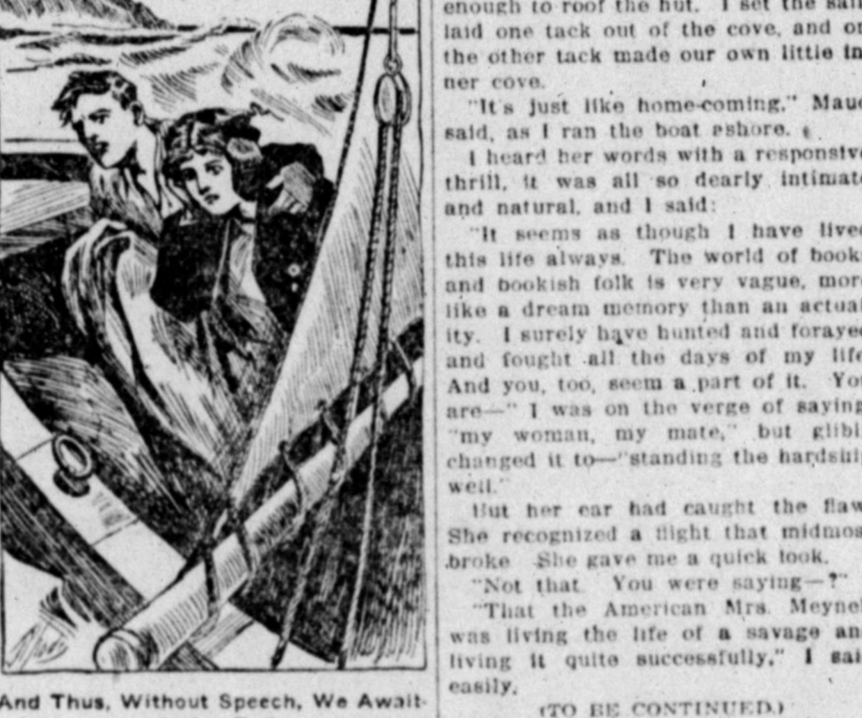 And Thus, Without Speech, We Await-
enough to roof the hut. I set the sail
laid one tack out of the cove, and on
the other tack made our own little in
ner cove.
"It's just like home-coming," Maud
said, as I ran the boat ashore.
I heard her words with a responsive
thrill, it was all so dearly intimate
and natural, and I said:
"It seems as though I have lived
this life always. The world of book
and bookish folk is very vague, more
like a dream memory than an actual
ity. I surely have hunted and forayed
and fought all the days of my life
And you, too, seem a part of it. You
are—" I was on the verge of saying
"my woman, my mate," but glibly
changed it to—"standing the hardship
well."
But her ear had caught the flaw
She recognized a flight that midmost
broke She gave me a quick look.
"Not that. You were saying—?"
"That the American Mrs. Meynell
was living the life of a savage and
living it quite successfully," I said
easily.
(TO BE CONTINUED.)